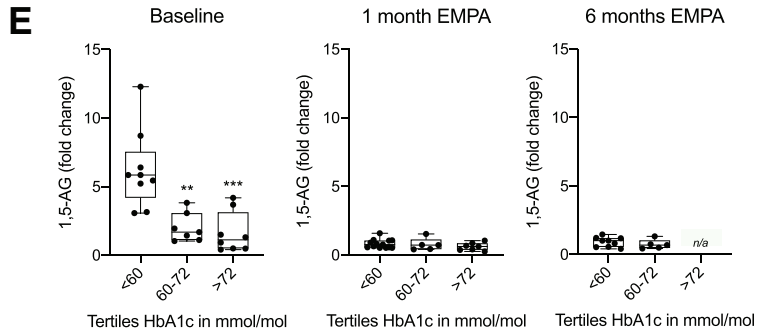 E
Baseline
1 month EMPA
6 months EMPA
1,5-AG (fold change)
15
10
5
0
**
***
<60
60-72
>72
Tertiles HbA1c in mmol/mol
1,5-AG (fold change)
15
10
5
0
<60
60-72
>72
Tertiles HbA1c in mmol/mol
1,5-AG (fold change)
15
10
5
0
n/a
<60
60-72
>72
Tertiles HbA1c in mmol/mol